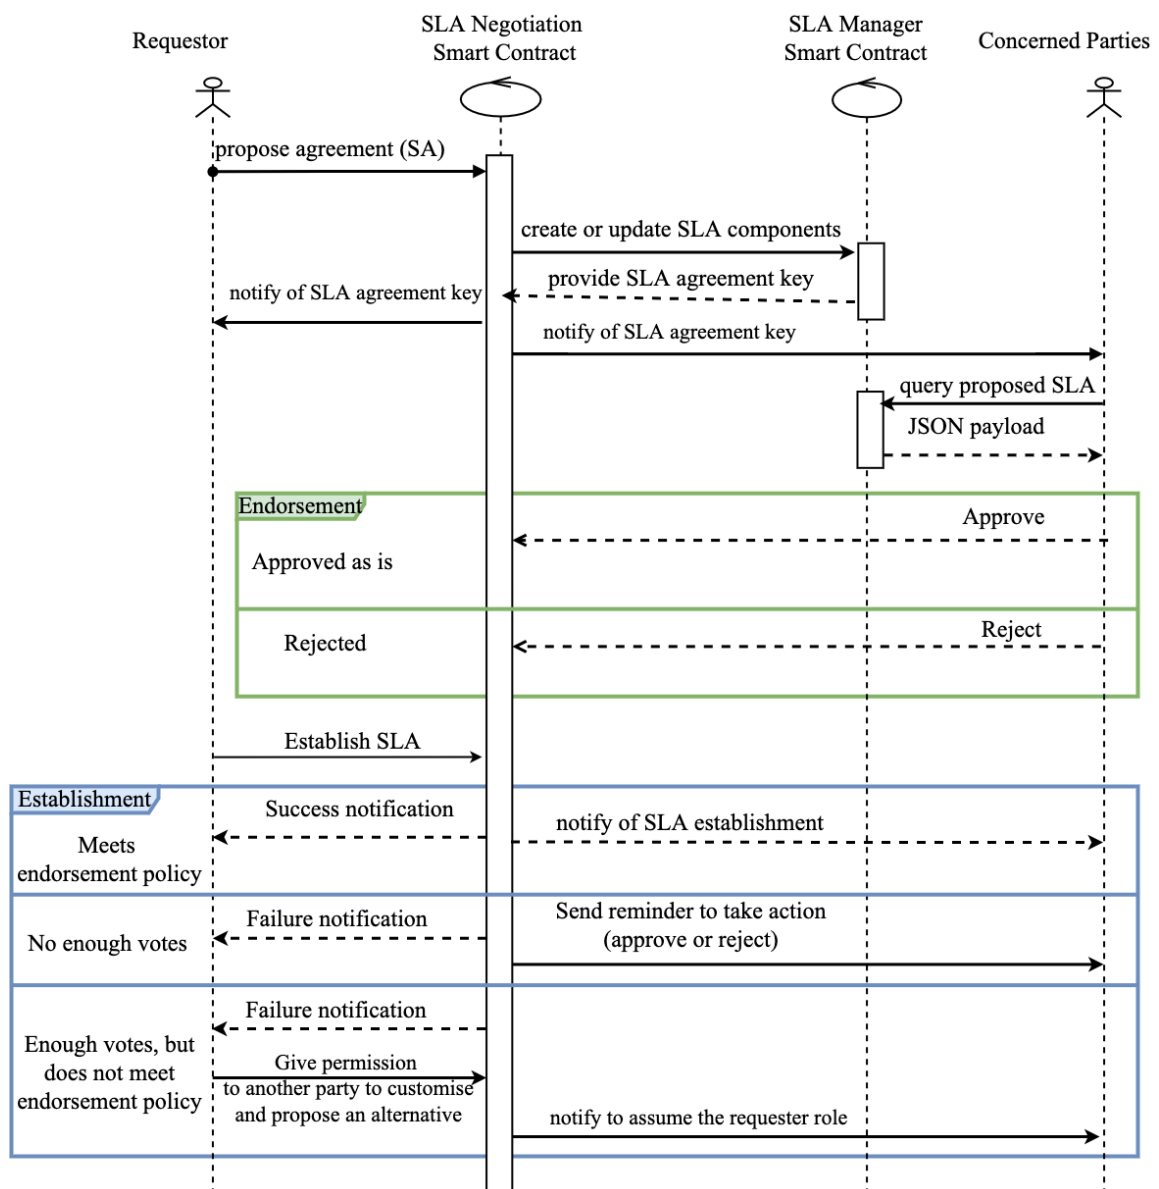 Requestor
SLA Negotiation
Smart Contract
SLA Manager
Smart Contract
Concerned Parties
propose agreement (SA)
create or update SLA components
provide SLA agreement key
notify of SLA agreement key
notify of SLA agreement key
query proposed SLA
JSON payload
Endorsement
Approve
Approved as is
Reject
Rejected
Establish SLA
Establishment
Success notification
notify of SLA establishment
Meets
endorsement policy
Failure notification
Send reminder to take action
(approve or reject)
No enough votes
Failure notification
Enough votes, but
does not meet
endorsement policy
Give permission
to another party to customise
and propose an alternative
notify to assume the requester role